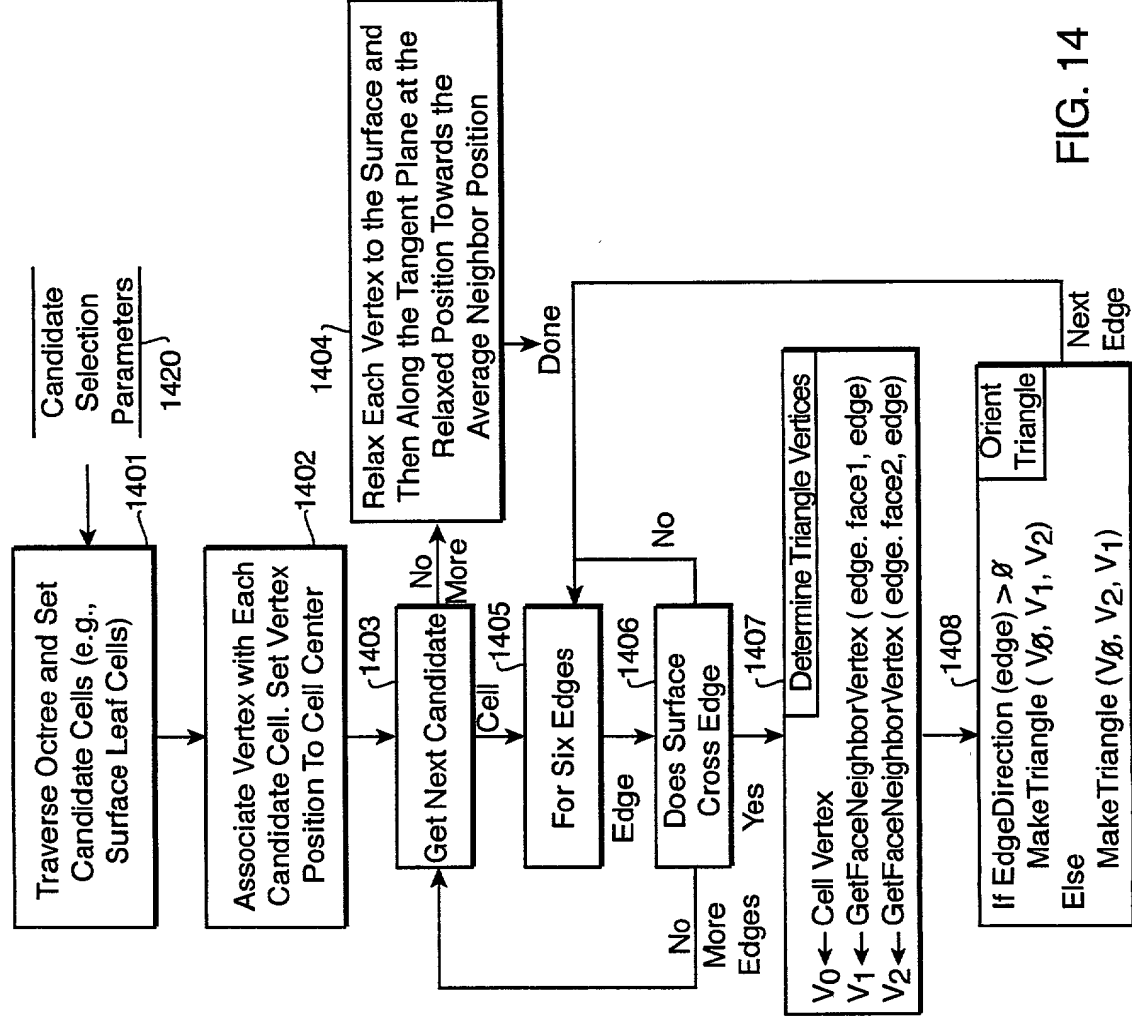 Candidate
Selection
Parameters
1420
1401
Traverse Octree and Set
Candidate Cells (e.g.,
Surface Leaf Cells)
1402
Associate Vertex with Each
Candidate Cell. Set Vertex
Position To Cell Center
1403
Get Next Candidate
No
More
1404
Relax Each Vertex to the Surface and
Then Along the Tangent Plane at the
Relaxed Position Towards the
Average Neighbor Position
Done
Cell
1405
For Six Edges
Edge
1406
Does Surface
Cross Edge
No
No
More
Edges
Yes
1407
Determine Triangle Vertices
V0 ← Cell Vertex
V1 ← GetFaceNeighborVertex ( edge. face1, edge)
V2 ← GetFaceNeighborVertex ( edge. face2, edge)
1408
Orient
Triangle
If EdgeDirection (edge) > Ø
MakeTriangle ( VØ, V1, V2)
Else
MakeTriangle (VØ, V2, V1)
Next
Edge
FIG. 14